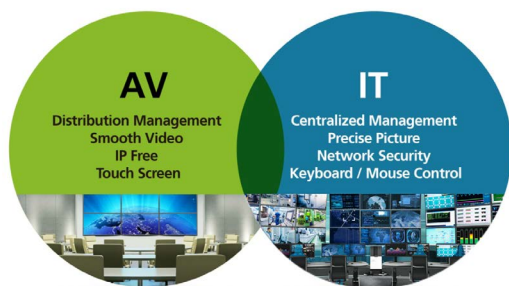 AV
Distribution Management
Smooth Video
IP Free
Touch Screen
IT
Centralized Management
Precise Picture
Network Security
Keyboard / Mouse Control